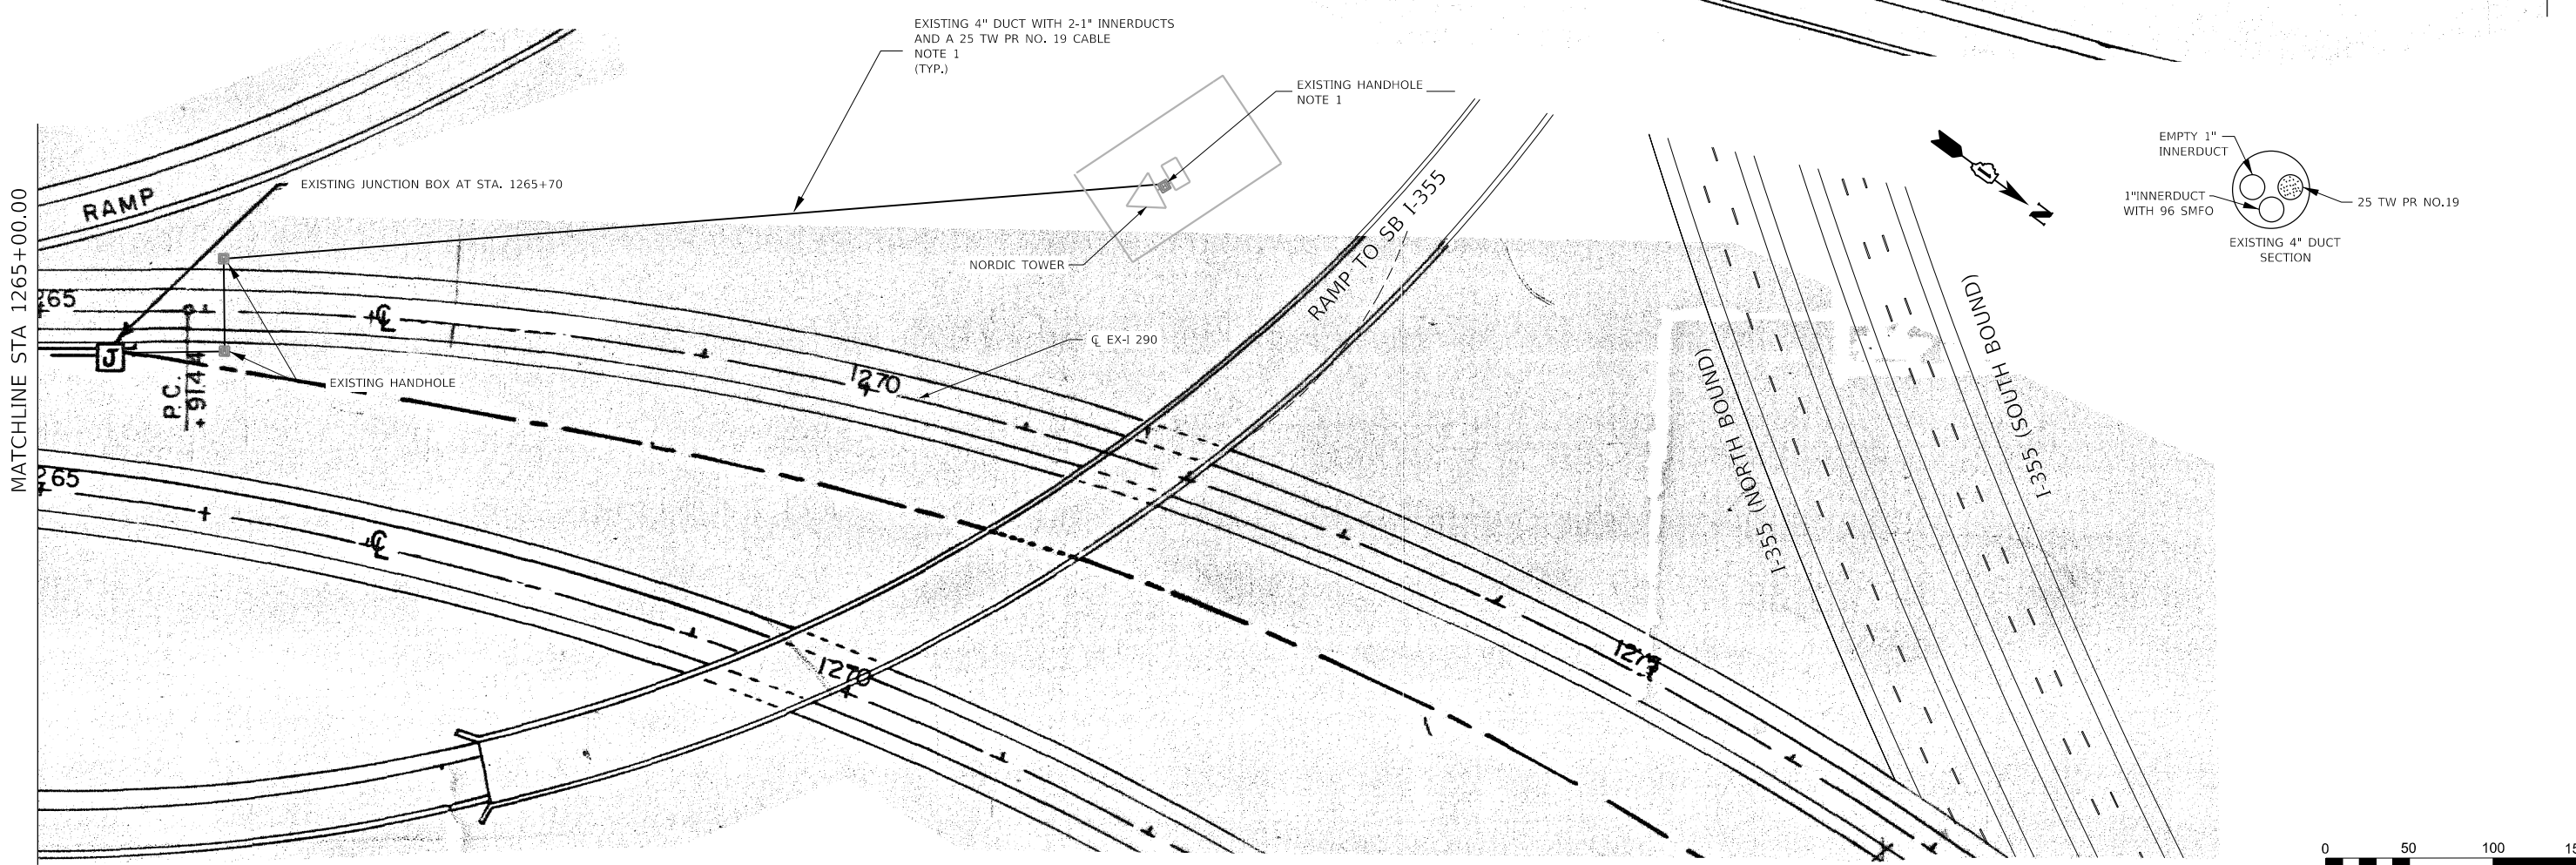 EXISTING 4" DUCT WITH 2-1" INNERDUCTS
AND A 25 TW PR NO. 19 CABLE
NOTE 1
(TYP.)
EXISTING HANDHOLE
NOTE 1
EMPTY 1"
INNERDUCT
1"INNERDUCT
WITH 96 SMFO
25 TW PR NO.19
EXISTING 4" DUCT
SECTION
N
MATCHLINE STA 1265+00.00
RAMP
EXISTING JUNCTION BOX AT STA. 1265+70
NORDIC TOWER
RAMP TO SB I-355
I-355 (NORTH BOUND)
I-355 (SOUTH BOUND)
265
℄
J
P.C.
℄ EX-I 290
1270
EXISTING HANDHOLE
265
℄
1270
0 50 100